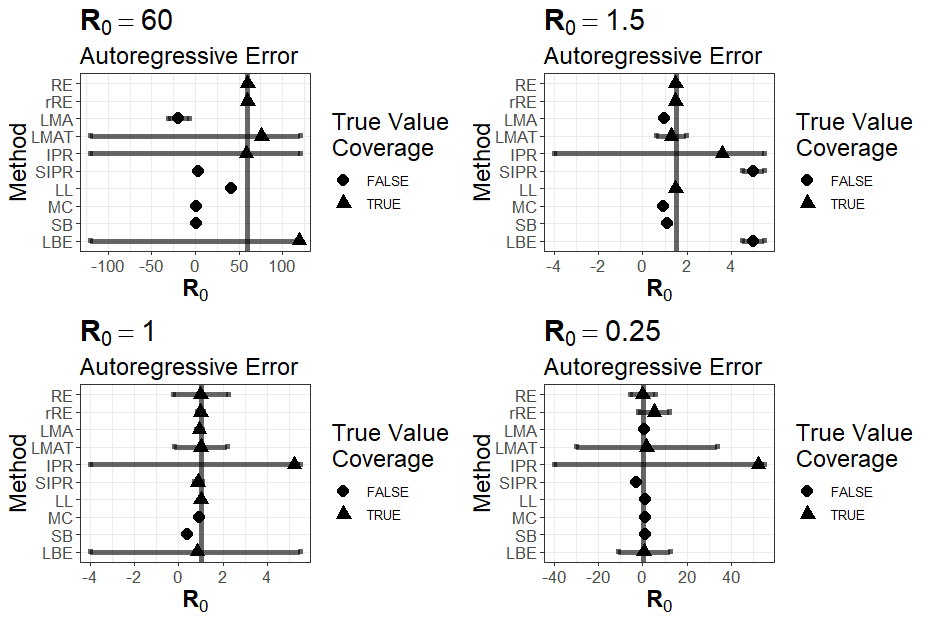 R₀ = 60
Autoregressive Error
Method
RE
rRE
LMA
LMAT
IPR
SIPR
LL
MC
SB
LBE
-100 -50 0 50 100
R₀
True Value
Coverage
FALSE
TRUE
R₀ = 1.5
Autoregressive Error
Method
RE
rRE
LMA
LMAT
IPR
SIPR
LL
MC
SB
LBE
-4 -2 0 2 4
R₀
True Value
Coverage
FALSE
TRUE
R₀ = 1
Autoregressive Error
Method
RE
rRE
LMA
LMAT
IPR
SIPR
LL
MC
SB
LBE
-4 -2 0 2 4
R₀
True Value
Coverage
FALSE
TRUE
R₀ = 0.25
Autoregressive Error
Method
RE
rRE
LMA
LMAT
IPR
SIPR
LL
MC
SB
LBE
-40 -20 0 20 40
R₀
True Value
Coverage
FALSE
TRUE